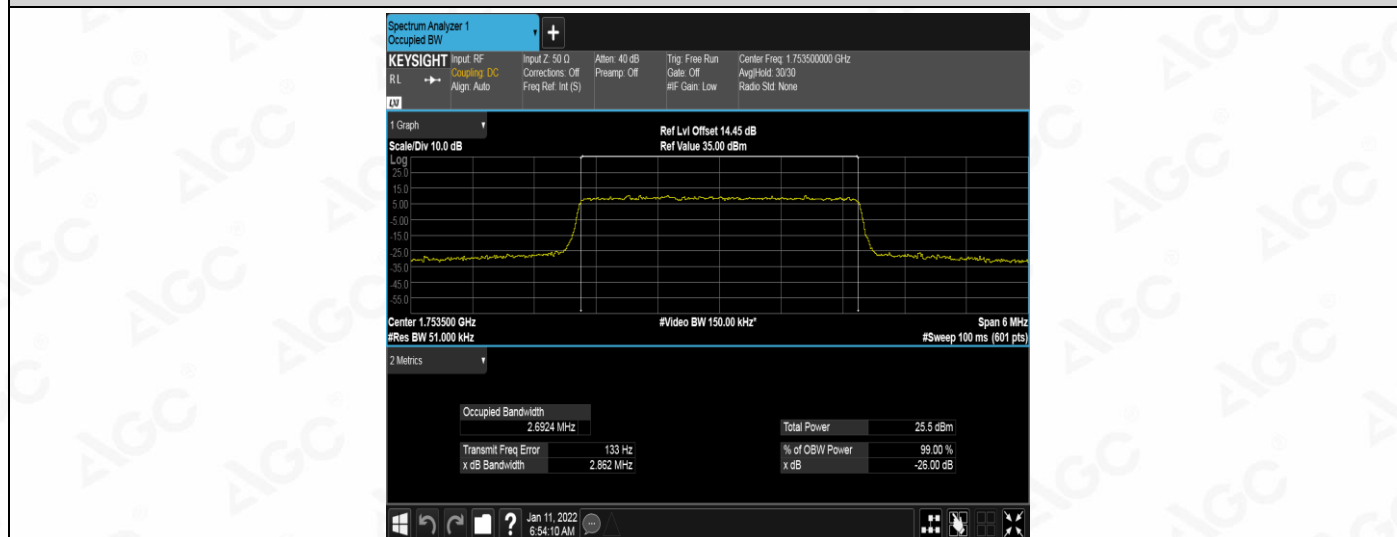 Spectrum Analyzer 1
Occupied BW
+
KEYSIGHT
RL
LXI
Input: RF
Coupling: DC
Align: Auto
Input Z: 50 Ω
Corrections: Off
Freq Ref: Int (S)
Atten: 40 dB
Preamp: Off
Trig: Free Run
Gate: Off
#IF Gain: Low
Center Freq: 1.753500000 GHz
Avg|Hold: 30/30
Radio Std: None
1 Graph
Scale/Div 10.0 dB
Ref Lvl Offset 14.45 dB
Ref Value 35.00 dBm
Log
25.0
15.0
5.00
-5.00
-15.0
-25.0
-35.0
-45.0
-55.0
Center 1.753500 GHz
#Video BW 150.00 kHz*
Span 6 MHz
#Res BW 51.000 kHz
#Sweep 100 ms (601 pts)
2 Metrics
Occupied Bandwidth
2.6924 MHz
Total Power 25.5 dBm
Transmit Freq Error 133 Hz
% of OBW Power 99.00 %
x dB Bandwidth 2.862 MHz
x dB -26.00 dB
?
Jan 11, 2022
6:54:10 AM
AGC